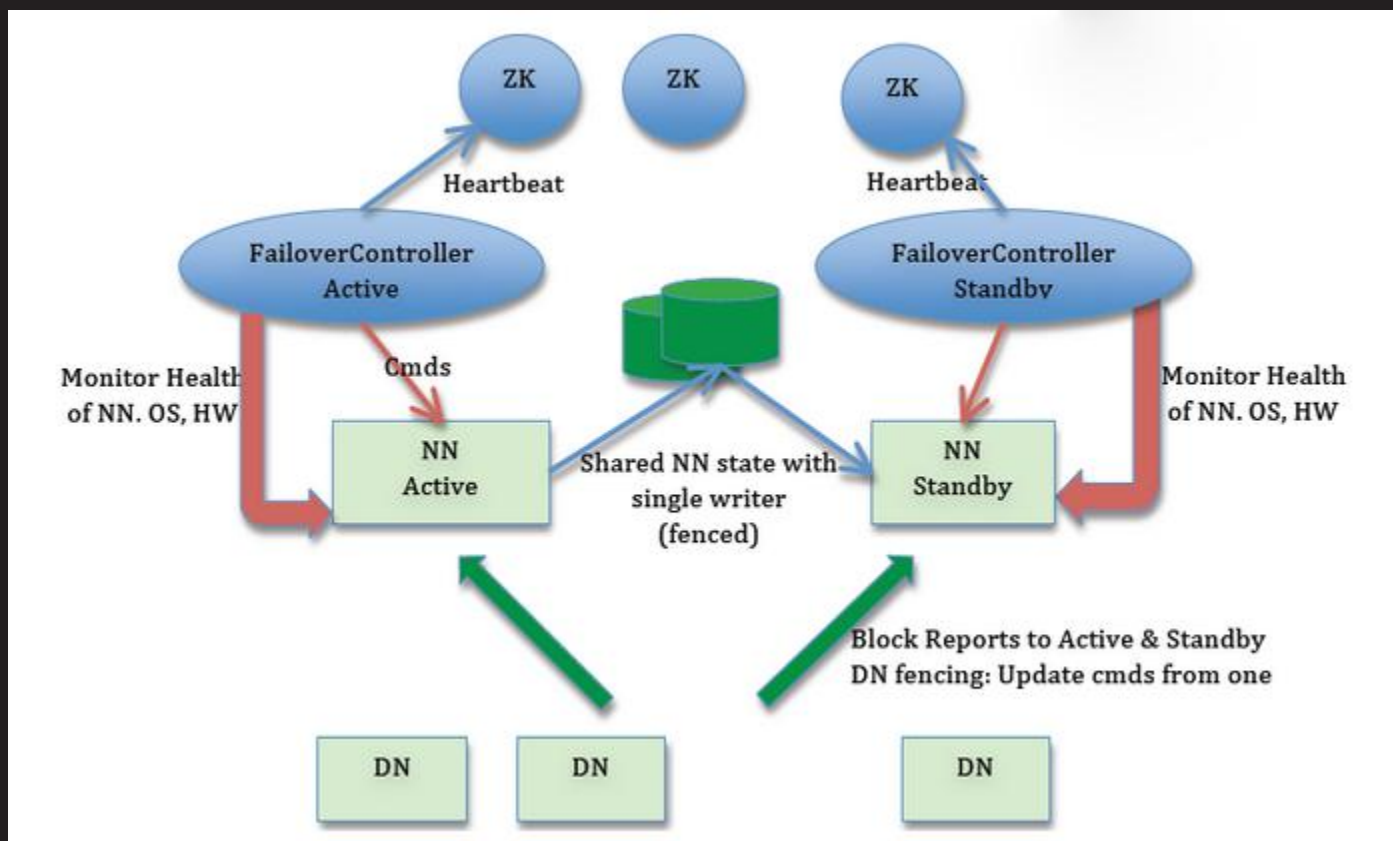 ZK
ZK
ZK
Heartbeat
Heartbeat
FailoverController
Active
FailoverController
Standby
Cmds
Monitor Health
of NN. OS, HW
Monitor Health
of NN. OS, HW
NN
Active
Shared NN state with
single writer
(fenced)
NN
Standby
Block Reports to Active & Standby
DN fencing: Update cmds from one
DN
DN
DN